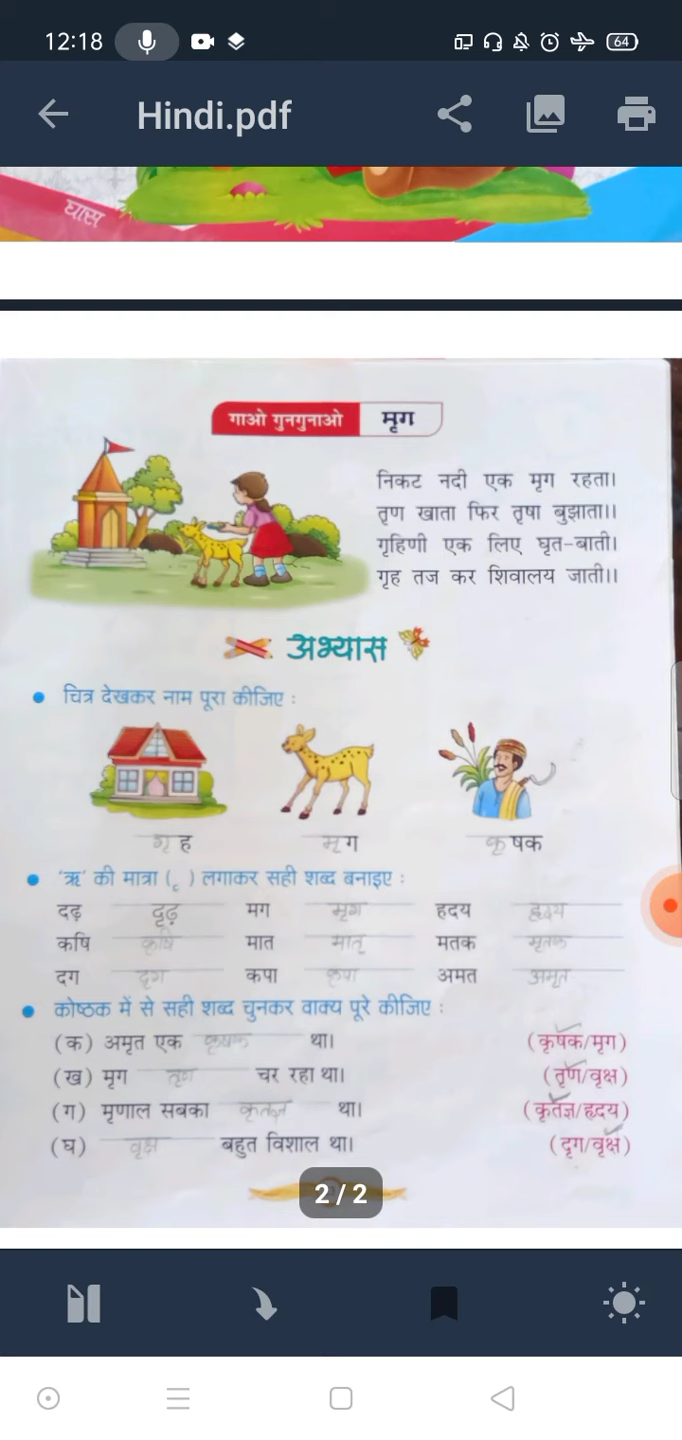 12:18 64
Hindi.pdf
घास
गाओ गुनगुनाओ मृग
निकट नदी एक मृग रहता।
तृण खाता फिर तृषा बुझाता।।
गृहिणी एक लिए घृत-बाती।
गृह तज कर शिवालय जाती।।
अभ्यास
• चित्र देखकर नाम पूरा कीजिए :
गृह मृग कृषक
• 'ऋ' की मात्रा ( ृ ) लगाकर सही शब्द बनाइए :
दढ़ दृढ़ मग मृग हदय हृदय
कषि कृषि मात मातृ मतक मृतक
दग दृग कपा कृपा अमत अमृत
• कोष्ठक में से सही शब्द चुनकर वाक्य पूरे कीजिए :
(क) अमृत एक कृषक था। (कृषक/मृग)
(ख) मृग तृण चर रहा था। (तृण/वृक्ष)
(ग) मृणाल सबका कृतज्ञ था। (कृतज्ञ/हृदय)
(घ) वृक्ष बहुत विशाल था। (दृग/वृक्ष)
2 / 2